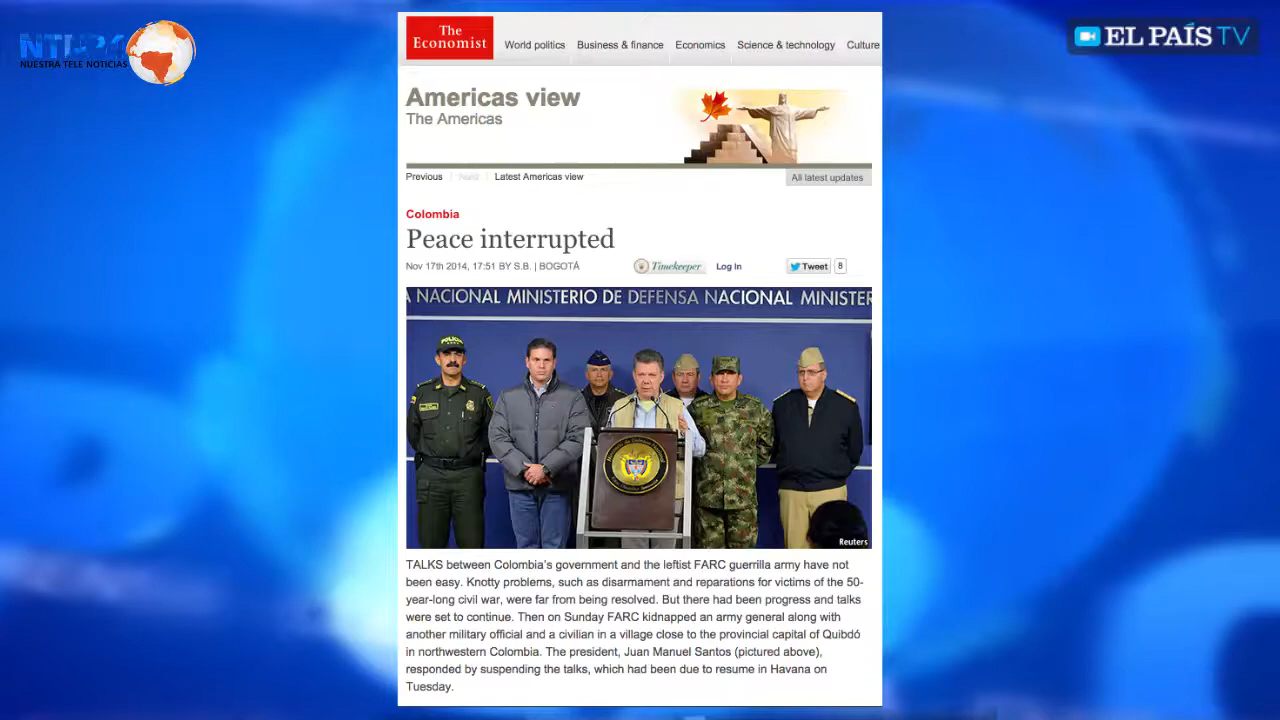 NTN24
NUESTRA TELE NOTICIAS
EL PAÍS TV
The
Economist
World politics Business & finance Economics Science & technology Culture
Americas view
The Americas
Previous Next Latest Americas view All latest updates
Colombia
Peace interrupted
Nov 17th 2014, 17:51 BY S.B. | BOGOTÁ Timekeeper Log In Tweet 8
A NACIONAL MINISTERIO DE DEFENSA NACIONAL MINISTER
POLICIA
Reuters
TALKS between Colombia's government and the leftist FARC guerrilla army have not
been easy. Knotty problems, such as disarmament and reparations for victims of the 50-
year-long civil war, were far from being resolved. But there had been progress and talks
were set to continue. Then on Sunday FARC kidnapped an army general along with
another military official and a civilian in a village close to the provincial capital of Quibdó
in northwestern Colombia. The president, Juan Manuel Santos (pictured above),
responded by suspending the talks, which had been due to resume in Havana on
Tuesday.